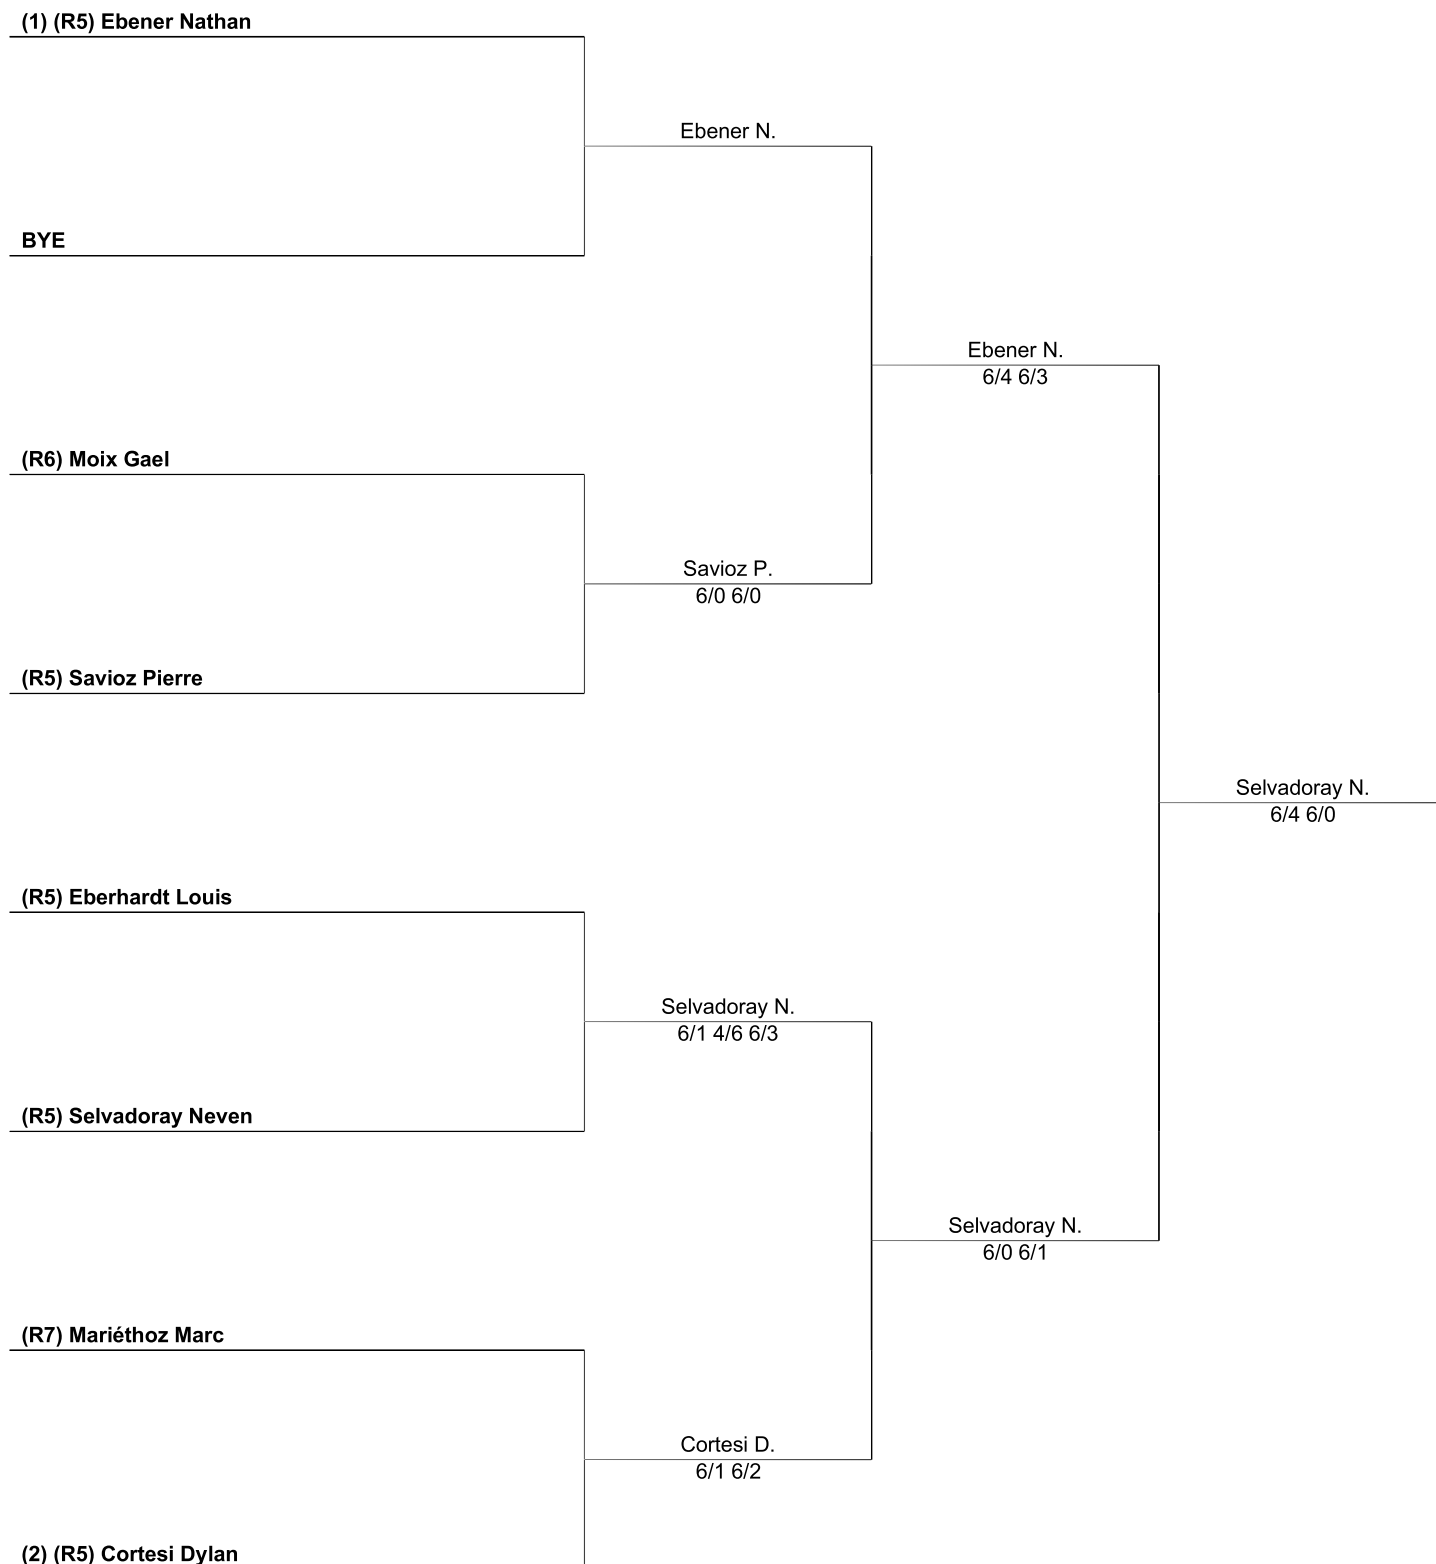 (1) (R5) Ebener Nathan
Ebener N.
BYE
Ebener N.
6/4 6/3
(R6) Moix Gael
Savioz P.
6/0 6/0
(R5) Savioz Pierre
Selvadoray N.
6/4 6/0
(R5) Eberhardt Louis
Selvadoray N.
6/1 4/6 6/3
(R5) Selvadoray Neven
Selvadoray N.
6/0 6/1
(R7) Mariéthoz Marc
Cortesi D.
6/1 6/2
(2) (R5) Cortesi Dylan